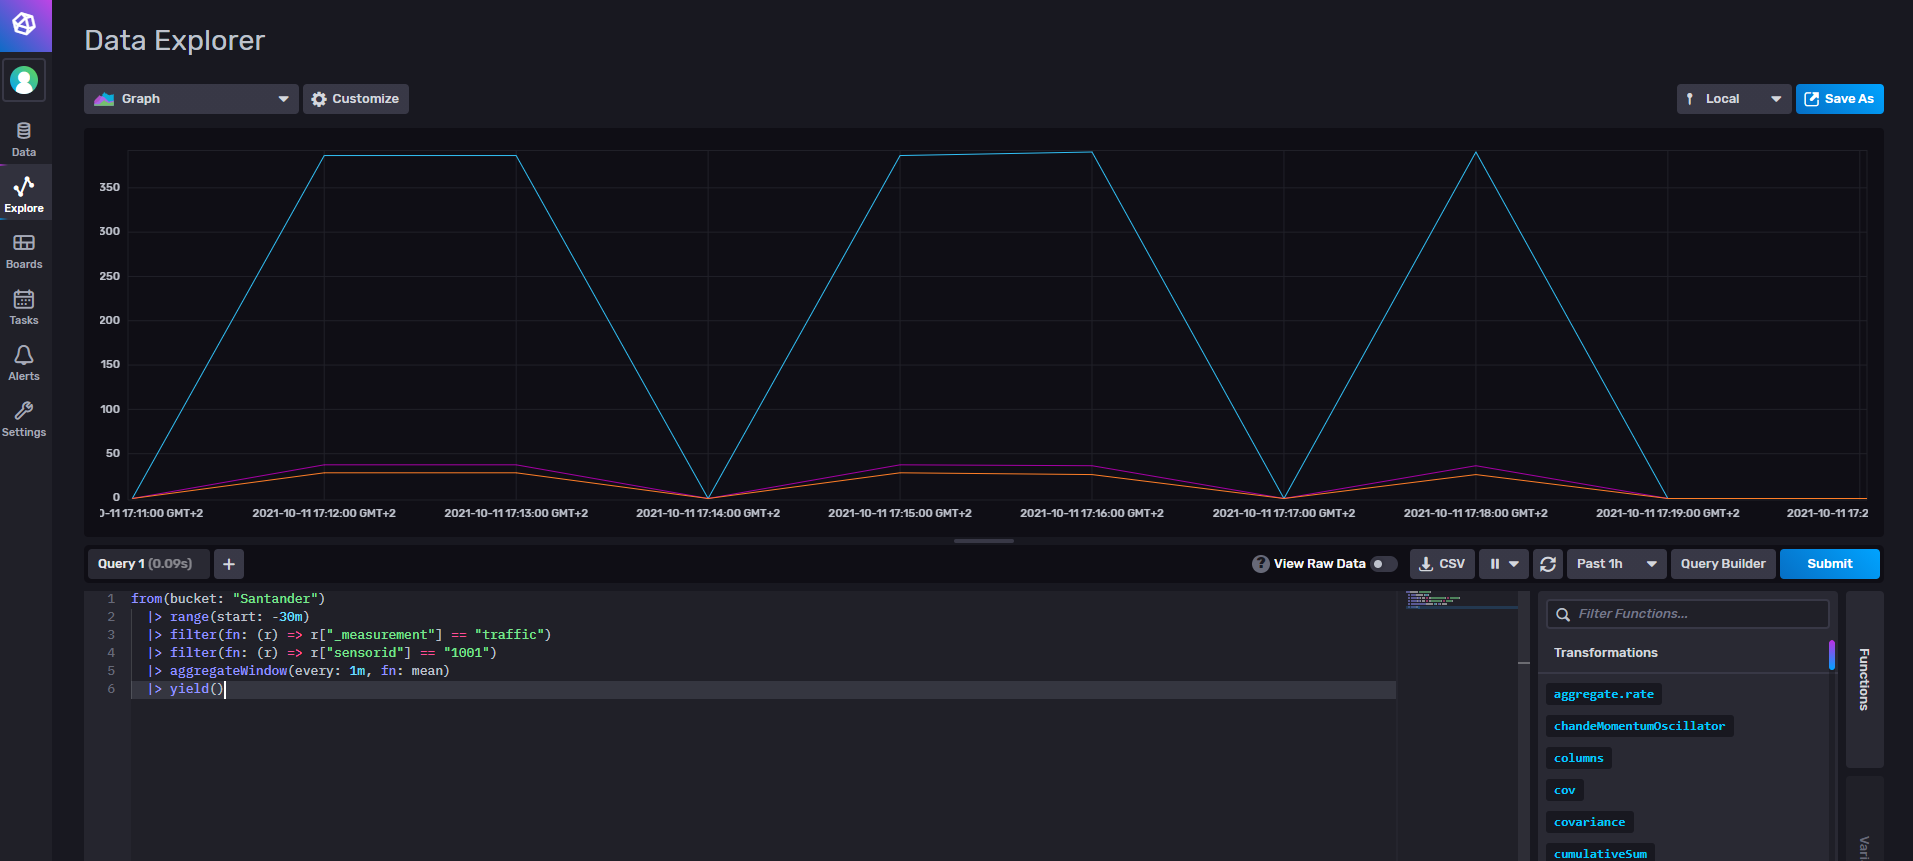 Data Explorer
Graph
Customize
Local
Save As
Data
Explore
Boards
Tasks
Alerts
Settings
350
300
250
200
150
100
50
0
0-11 17:11:00 GMT+2
2021-10-11 17:12:00 GMT+2
2021-10-11 17:13:00 GMT+2
2021-10-11 17:14:00 GMT+2
2021-10-11 17:15:00 GMT+2
2021-10-11 17:16:00 GMT+2
2021-10-11 17:17:00 GMT+2
2021-10-11 17:18:00 GMT+2
2021-10-11 17:19:00 GMT+2
2021-10-11 17:2
Query 1 (0.09s)
+
? View Raw Data
CSV
Past 1h
Query Builder
Submit
1 from(bucket: "Santander")
2 |> range(start: -30m)
3 |> filter(fn: (r) => r["_measurement"] == "traffic")
4 |> filter(fn: (r) => r["sensorid"] == "1001")
5 |> aggregateWindow(every: 1m, fn: mean)
6 |> yield()
Filter Functions...
Transformations
aggregate.rate
chandeMomentumOscillator
columns
cov
covariance
cumulativeSum
Functions
Vari